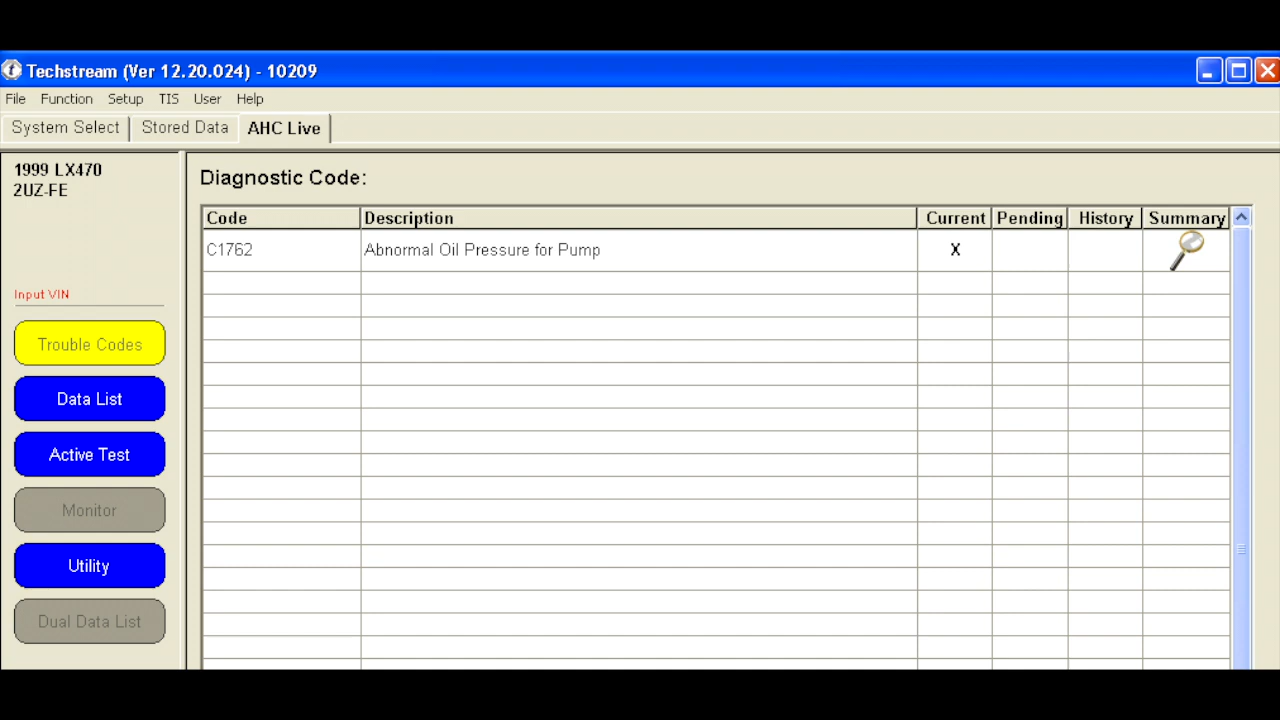 Techstream (Ver 12.20.024) - 10209
File Function Setup TIS User Help
System Select Stored Data AHC Live
1999 LX470
2UZ-FE
Input VIN
Trouble Codes
Data List
Active Test
Monitor
Utility
Dual Data List
Diagnostic Code:
Code Description Current Pending History Summary
C1762 Abnormal Oil Pressure for Pump X